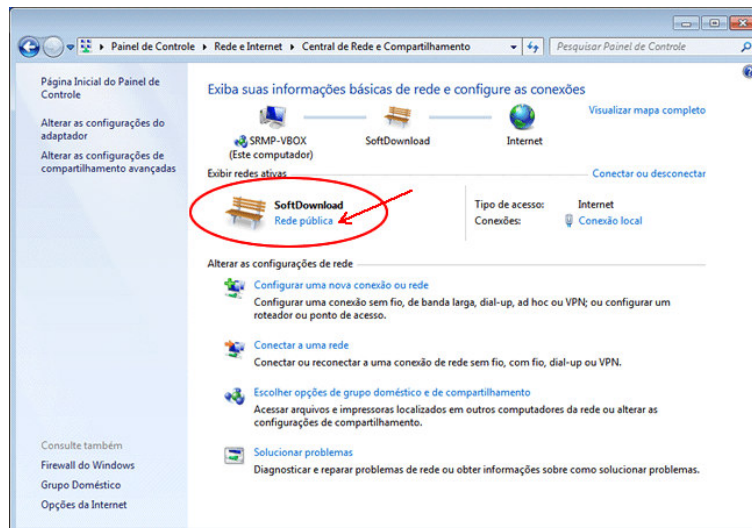 Painel de Controle ▸ Rede e Internet ▸ Central de Rede e Compartilhamento
Pesquisar Painel de Controle
Página Inicial do Painel de
Controle
Alterar as configurações do
adaptador
Alterar as configurações de
compartilhamento avançadas
Exiba suas informações básicas de rede e configure as conexões
Visualizar mapa completo
SRMP-VBOX
(Este computador)
SoftDownload
Internet
Exibir redes ativas
Conectar ou desconectar
SoftDownload
Rede pública
Tipo de acesso: Internet
Conexões: Conexão local
Alterar as configurações de rede
Configurar uma nova conexão ou rede
Configurar uma conexão sem fio, de banda larga, dial-up, ad hoc ou VPN; ou configurar um
roteador ou ponto de acesso.
Conectar a uma rede
Conectar ou reconectar a uma conexão de rede sem fio, com fio, dial-up ou VPN.
Escolher opções de grupo doméstico e de compartilhamento
Acessar arquivos e impressoras localizados em outros computadores da rede ou alterar as
configurações de compartilhamento.
Solucionar problemas
Diagnosticar e reparar problemas de rede ou obter informações sobre como solucionar problemas.
Consulte também
Firewall do Windows
Grupo Doméstico
Opções da Internet